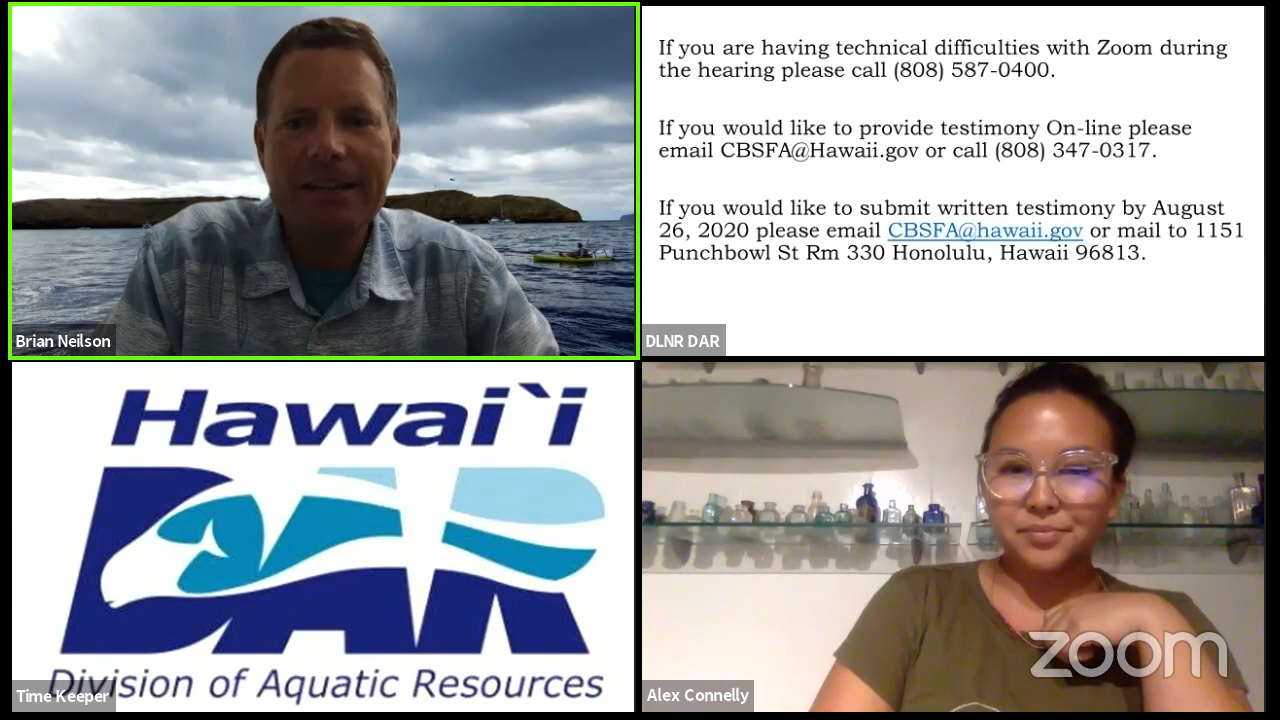 If you are having technical difficulties with Zoom during
the hearing please call (808) 587-0400.
If you would like to provide testimony On-line please
email CBSFA@Hawaii.gov or call (808) 347-0317.
If you would like to submit written testimony by August
26, 2020 please email CBSFA@hawaii.gov or mail to 1151
Punchbowl St Rm 330 Honolulu, Hawaii 96813.
Brian Neilson
DLNR DAR
Hawai`i
DAR
Division of Aquatic Resources
Time Keeper
Alex Connelly
zoom